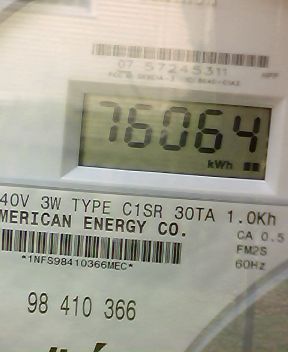 07 57245311
76064
kWh
40V 3W TYPE C1SR 30TA 1.0Kh
MERICAN ENERGY CO.
CA 0.5
FM2S
60Hz
*1NFS98410366MEC*
98 410 366